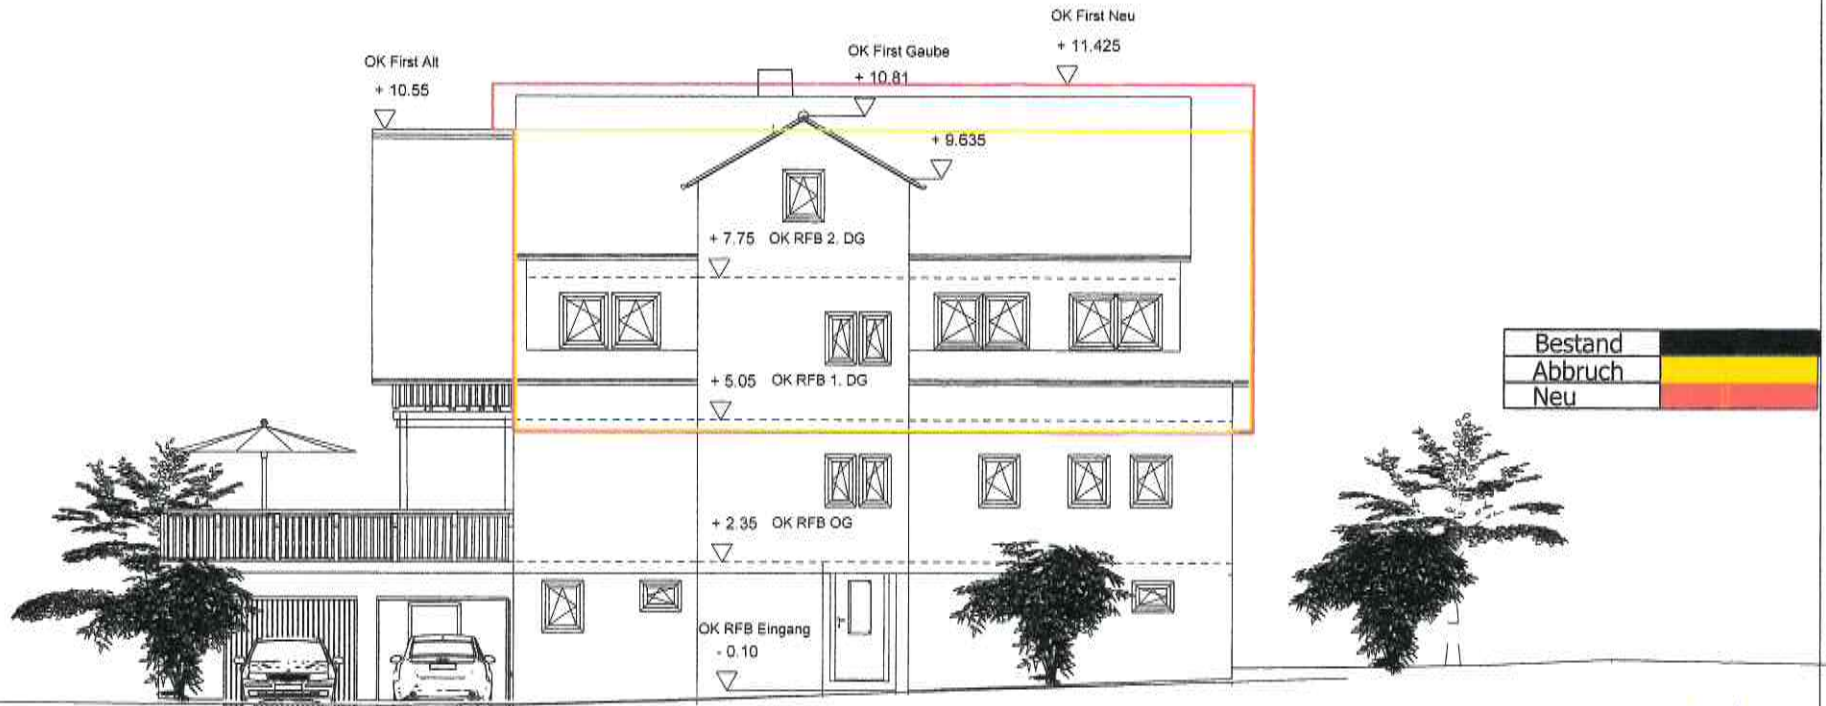 OK First Neu
+ 11.425
OK First Gaube
+ 10.81
OK First Alt
+ 10.55
+ 9.635
+ 7.75 OK RFB 2. DG
+ 5.05 OK RFB 1. DG
+ 2.35 OK RFB OG
OK RFB Eingang
- 0.10
Bestand
Abbruch
Neu